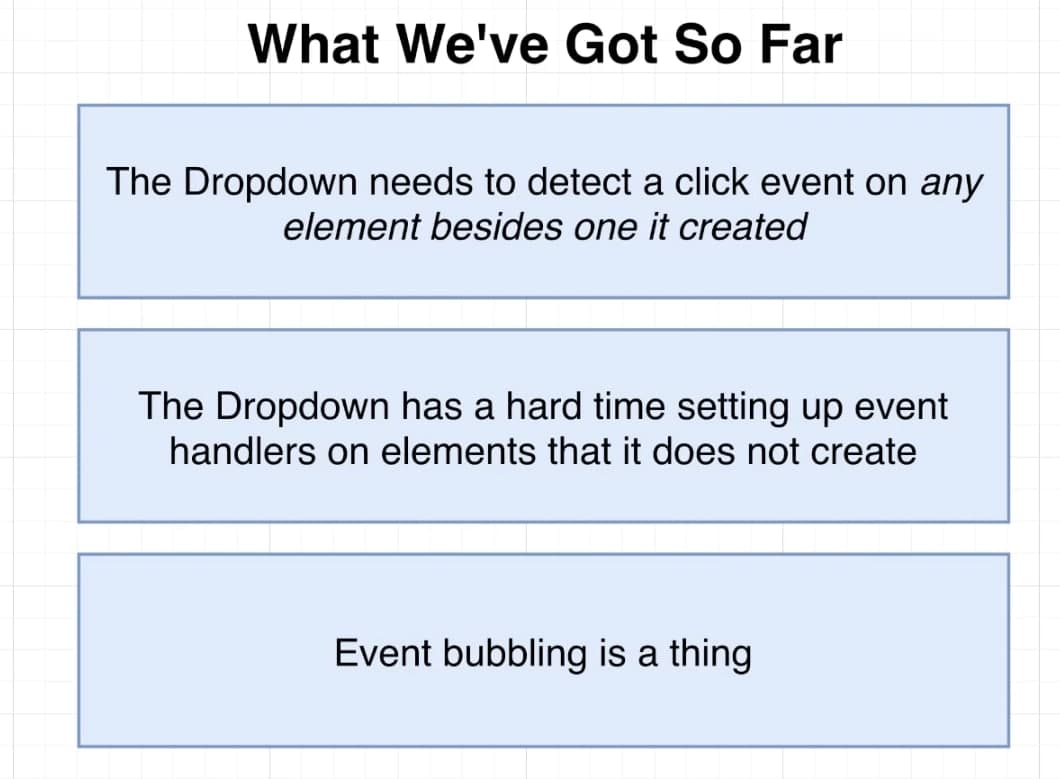 What We've Got So Far
The Dropdown needs to detect a click event on any
element besides one it created
The Dropdown has a hard time setting up event
handlers on elements that it does not create
Event bubbling is a thing